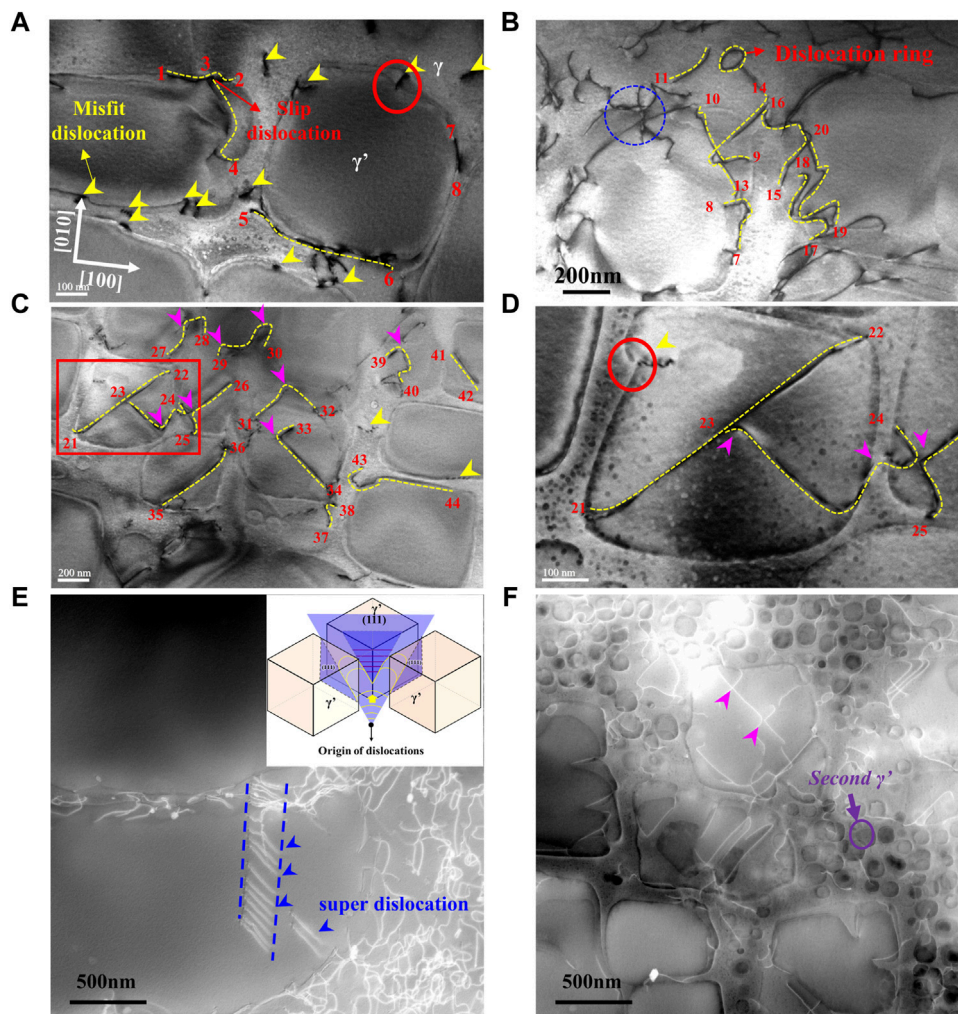 A
1
3
2
γ
Misfit
dislocation
Slip
dislocation
7
γ’
4
8
5
[010]
6
[100]
100 nm
B
Dislocation ring
11
14
10
16
20
9
18
13
15
8
19
17
7
200nm
C
28
30
27
29
39
41
22
26
23
24
40
42
32
31
33
21
25
36
43
34
44
35
38
37
200 nm
D
22
24
23
21
25
100 nm
E
γ’
(111)
γ’
γ’
Origin of dislocations
super dislocation
500nm
F
Second γ’
500nm